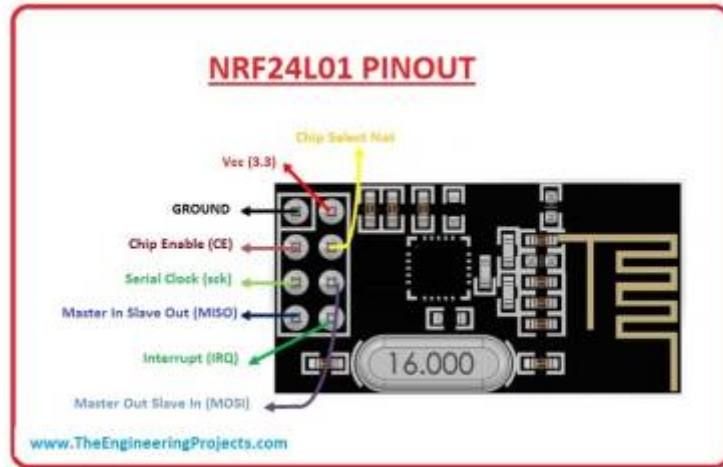 NRF24L01 PINOUT
Chip Select Not
Vcc (3.3)
GROUND
Chip Enable (CE)
Serial Clock (sck)
Master In Slave Out (MISO)
Interrupt (IRQ)
16.000
Master Out Slave In (MOSI)
www.TheEngineeringProjects.com